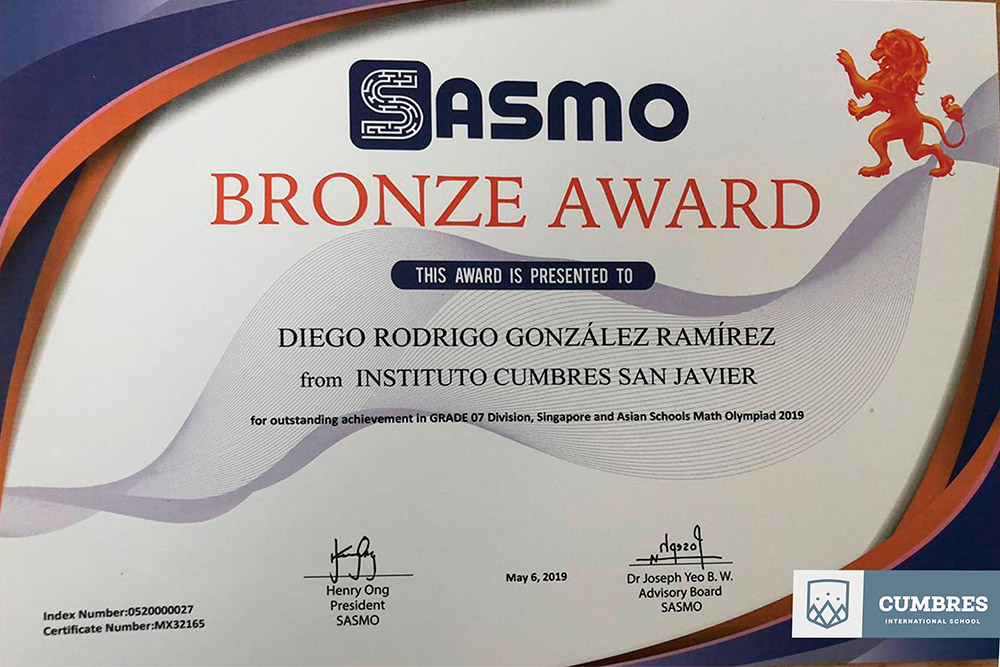 SASMO
BRONZE AWARD
THIS AWARD IS PRESENTED TO
DIEGO RODRIGO GONZÁLEZ RAMÍREZ
from INSTITUTO CUMBRES SAN JAVIER
for outstanding achievement in GRADE 07 Division, Singapore and Asian Schools Math Olympiad 2019
Henry Ong
President
SASMO
May 6, 2019
Dr Joseph Yeo B. W.
Advisory Board
SASMO
Index Number:0520000027
Certificate Number:MX32165
CUMBRES
INTERNATIONAL SCHOOL